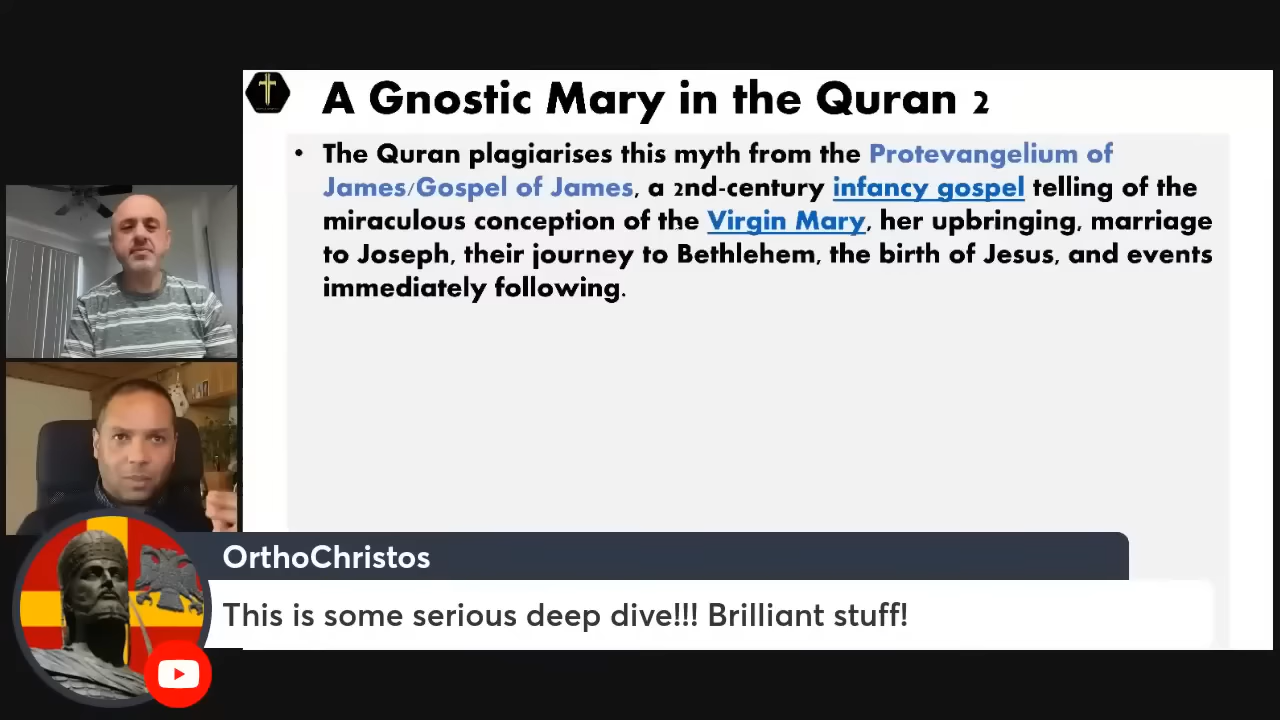 A Gnostic Mary in the Quran 2
• The Quran plagiarises this myth from the Protevangelium of
James/Gospel of James, a 2nd-century infancy gospel telling of the
miraculous conception of the Virgin Mary, her upbringing, marriage
to Joseph, their journey to Bethlehem, the birth of Jesus, and events
immediately following.
OrthoChristos
This is some serious deep dive!!! Brilliant stuff!